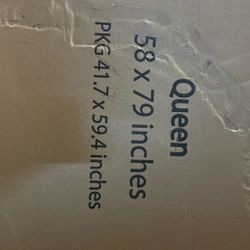 Queen
58 x 79 inches
PKG 41.7 x 59.4 inches